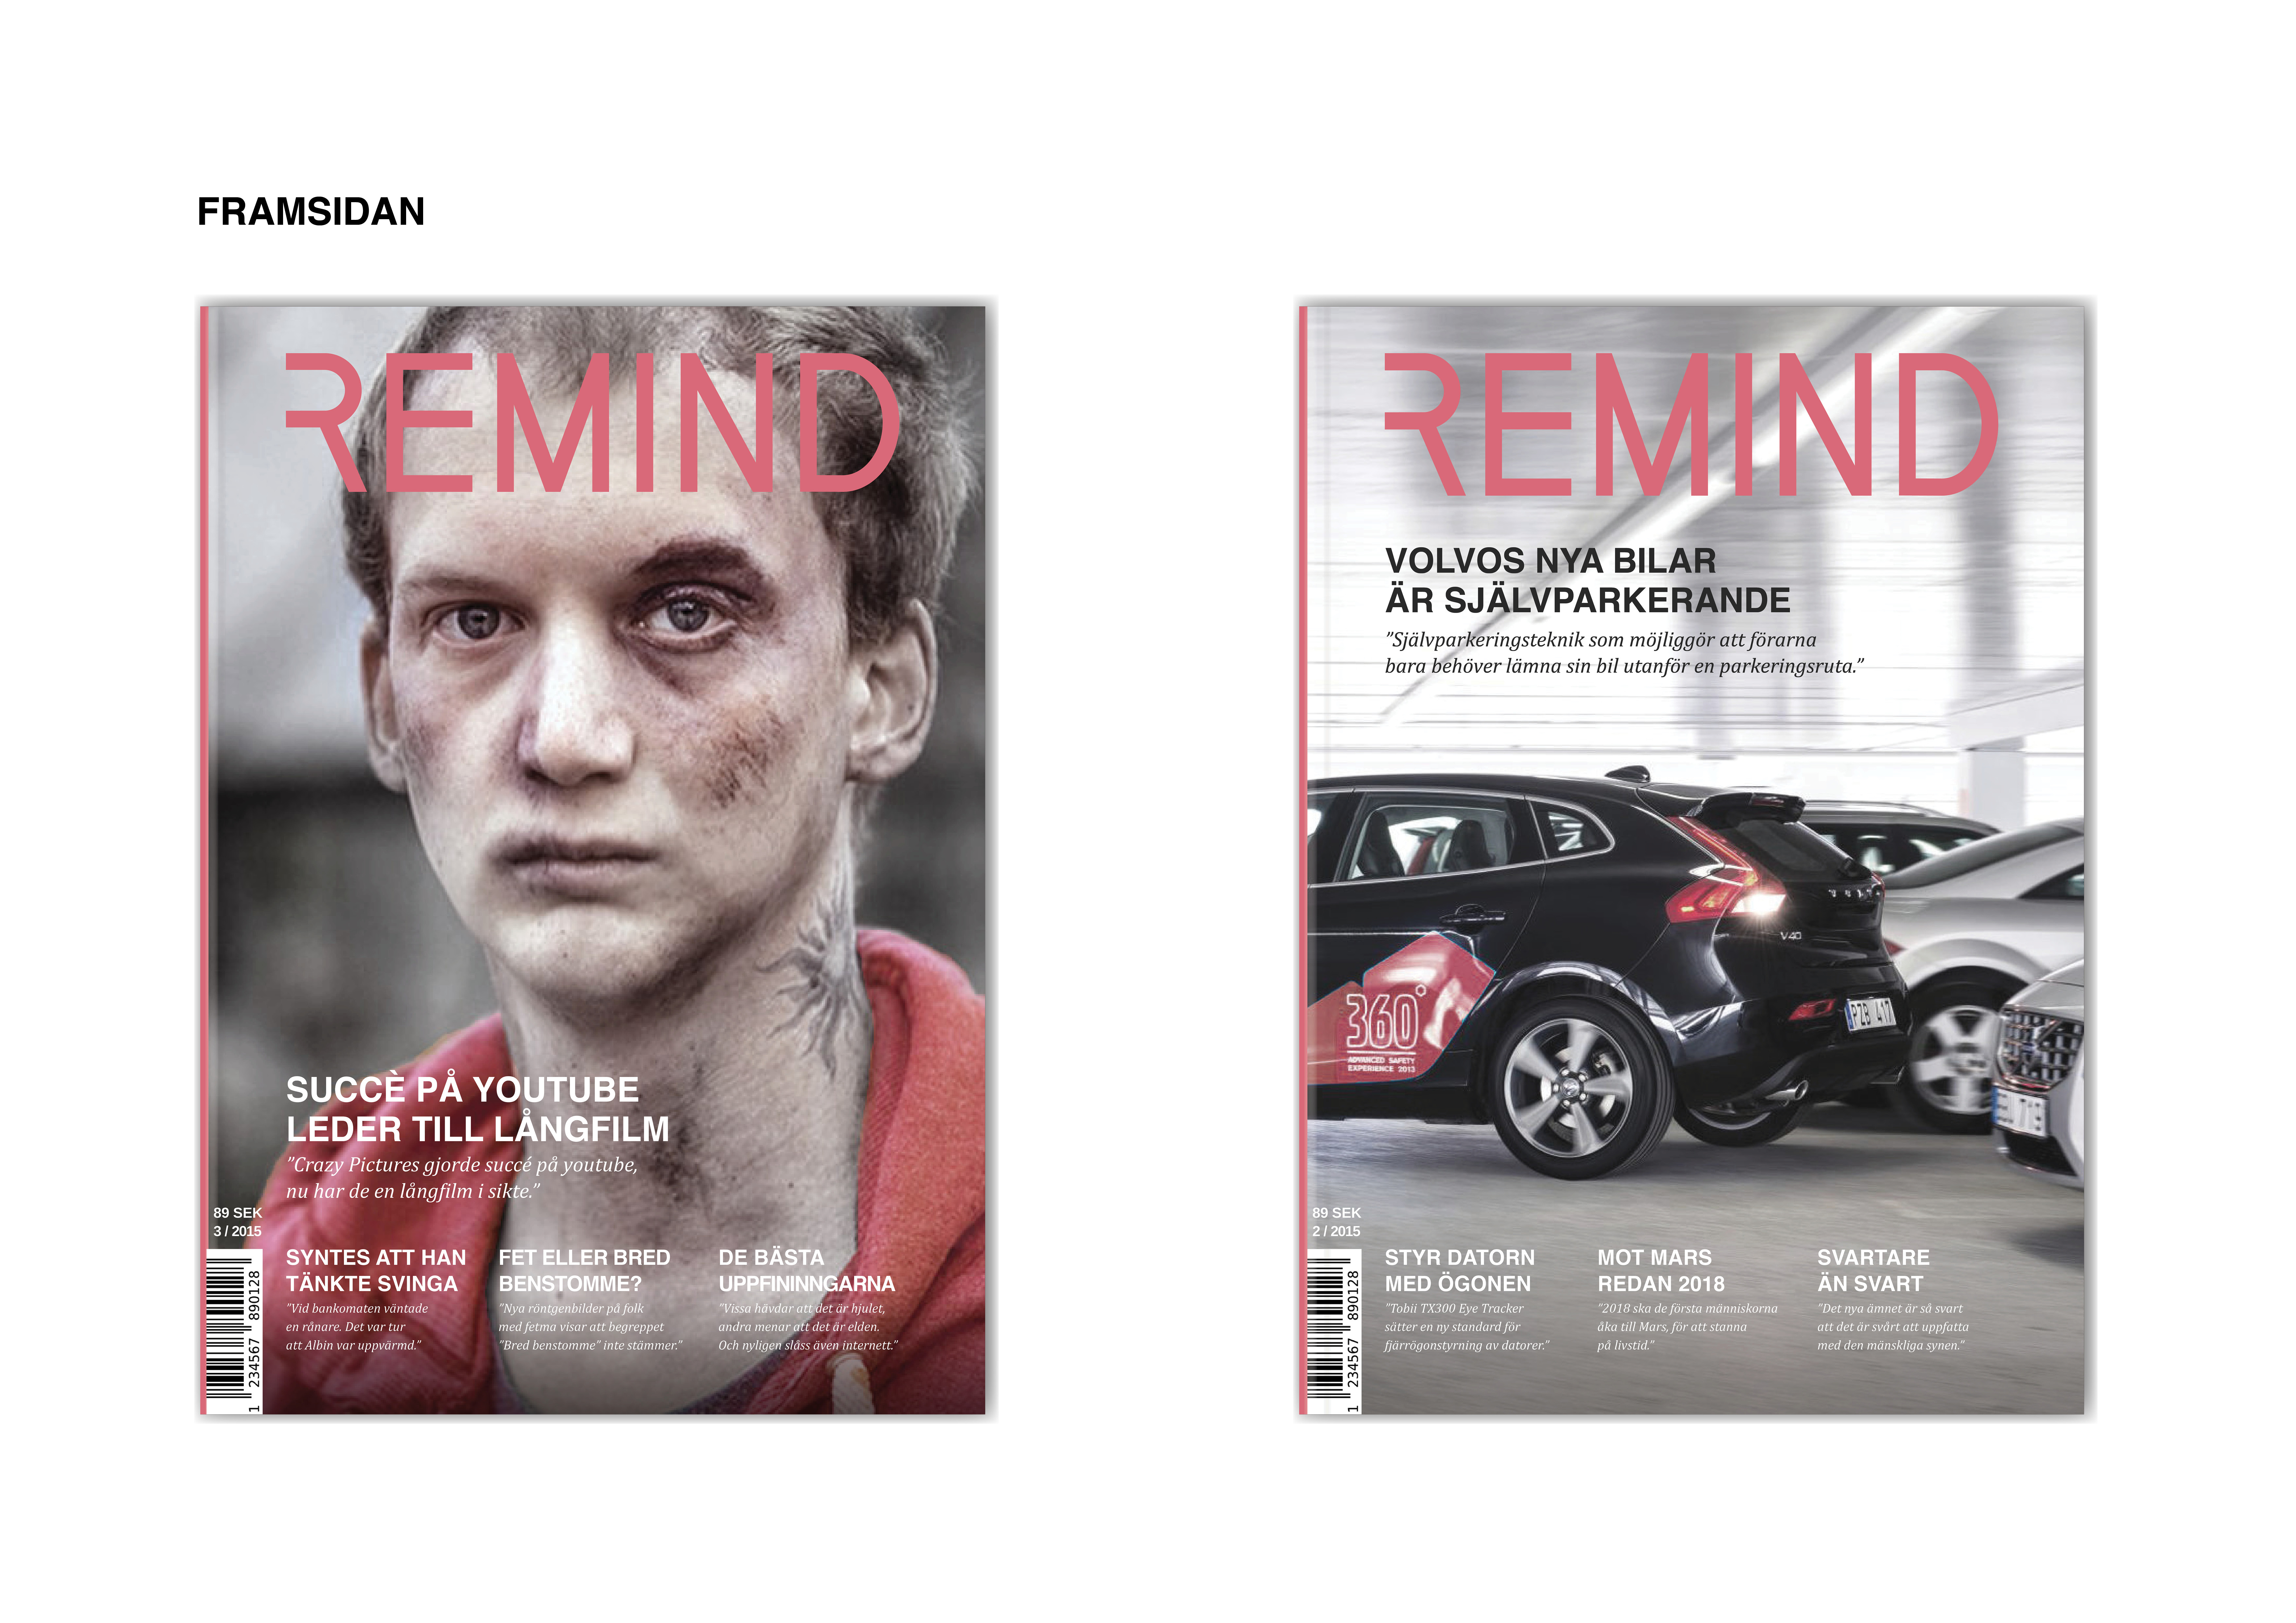 FRAMSIDAN
REMIND
SUCCÈ PÅ YOUTUBE
LEDER TILL LÅNGFILM
"Crazy Pictures gjorde succé på youtube,
nu har de en långfilm i sikte."
89 SEK
3 / 2015
1 234567 890128
SYNTES ATT HAN
TÄNKTE SVINGA
"Vid bankomaten väntade
en rånare. Det var tur
att Albin var uppvärmd."
FET ELLER BRED
BENSTOMME?
"Nya röntgenbilder på folk
med fetma visar att begreppet
"Bred benstomme" inte stämmer."
DE BÄSTA
UPPFININNGARNA
"Vissa hävdar att det är hjulet,
andra menar att det är elden.
Och nyligen slåss även internett."
REMIND
VOLVOS NYA BILAR
ÄR SJÄLVPARKERANDE
"Självparkeringsteknik som möjliggör att förarna
bara behöver lämna sin bil utanför en parkeringsruta."
VOLVO
V40
PZB 417
360°
ADVANCED SAFETY
EXPERIENCE 2013
89 SEK
2 / 2015
1 234567 890128
STYR DATORN
MED ÖGONEN
"Tobii TX300 Eye Tracker
sätter en ny standard för
fjärrögonstyrning av datorer."
MOT MARS
REDAN 2018
"2018 ska de första människorna
åka till Mars, för att stanna
på livstid."
SVARTARE
ÄN SVART
"Det nya ämnet är så svart
att det är svårt att uppfatta
med den mänskliga synen."